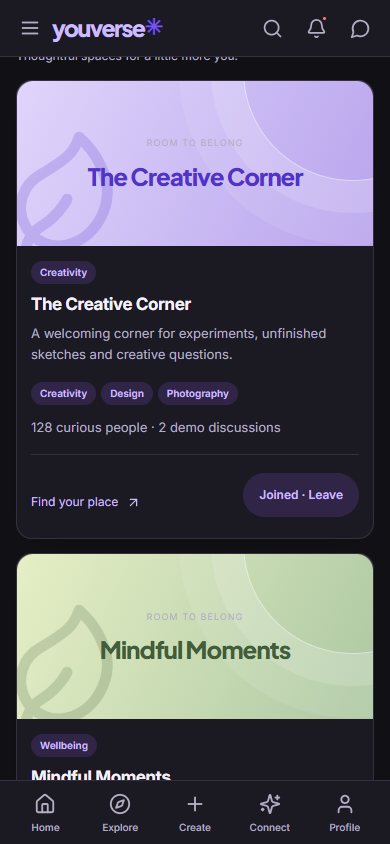 youverse
Thoughtful spaces for a little more you.
ROOM TO BELONG
The Creative Corner
Creativity
The Creative Corner
A welcoming corner for experiments, unfinished
sketches and creative questions.
Creativity Design Photography
128 curious people · 2 demo discussions
Find your place Joined · Leave
ROOM TO BELONG
Mindful Moments
Wellbeing
Mindful Moments
Home Explore Create Connect Profile